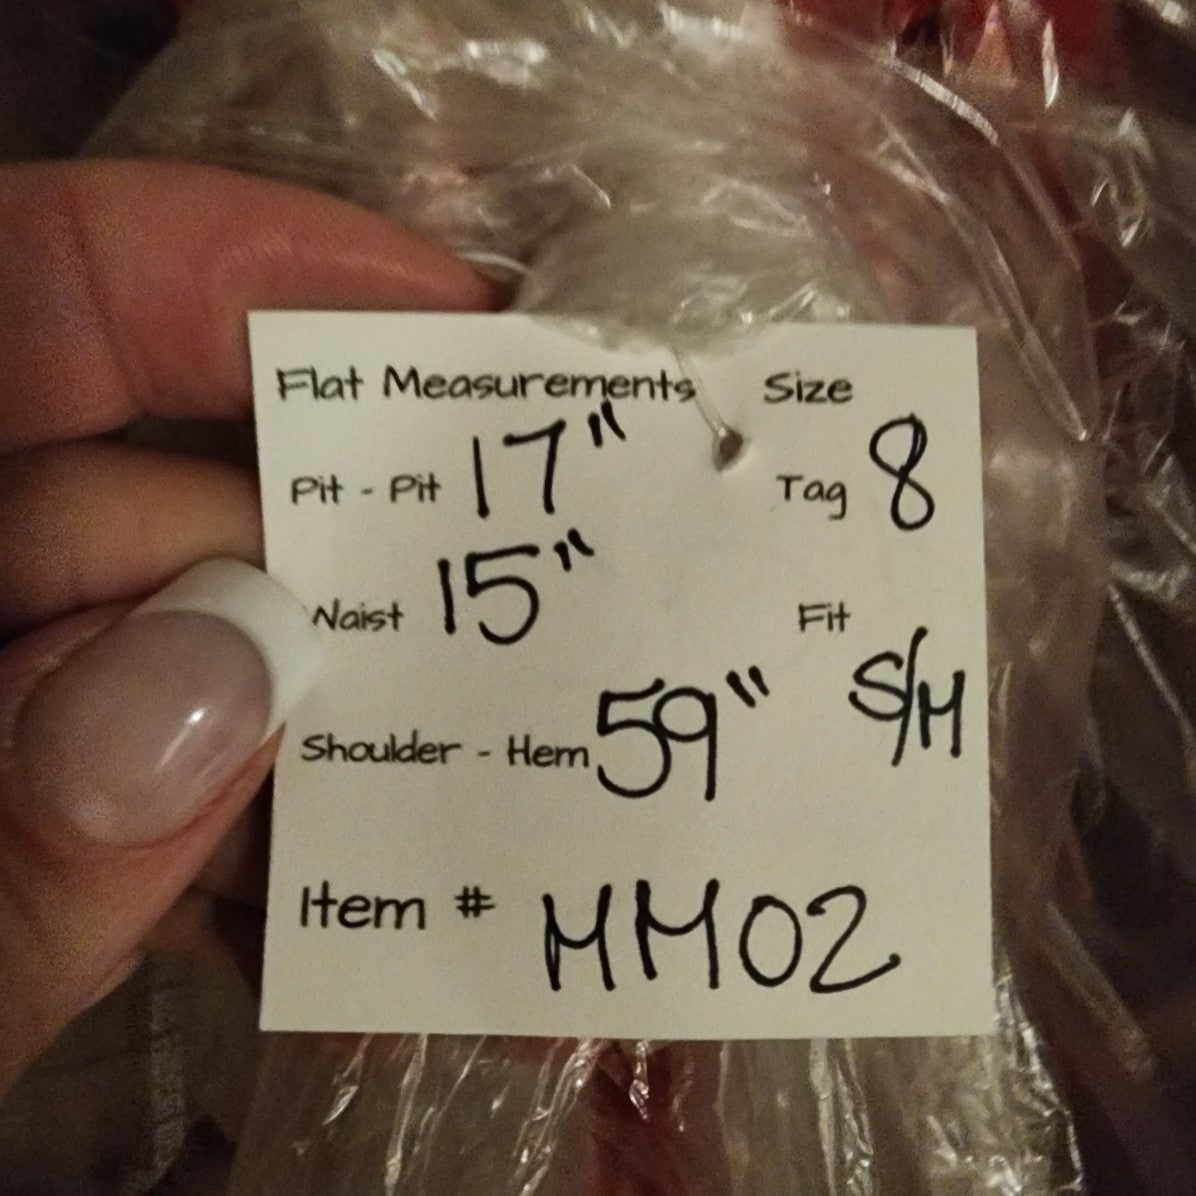 Flat Measurements
Size
Pit - Pit 17"
Tag 8
Waist 15"
Fit
S/M
Shoulder - Hem 59"
Item # MM02